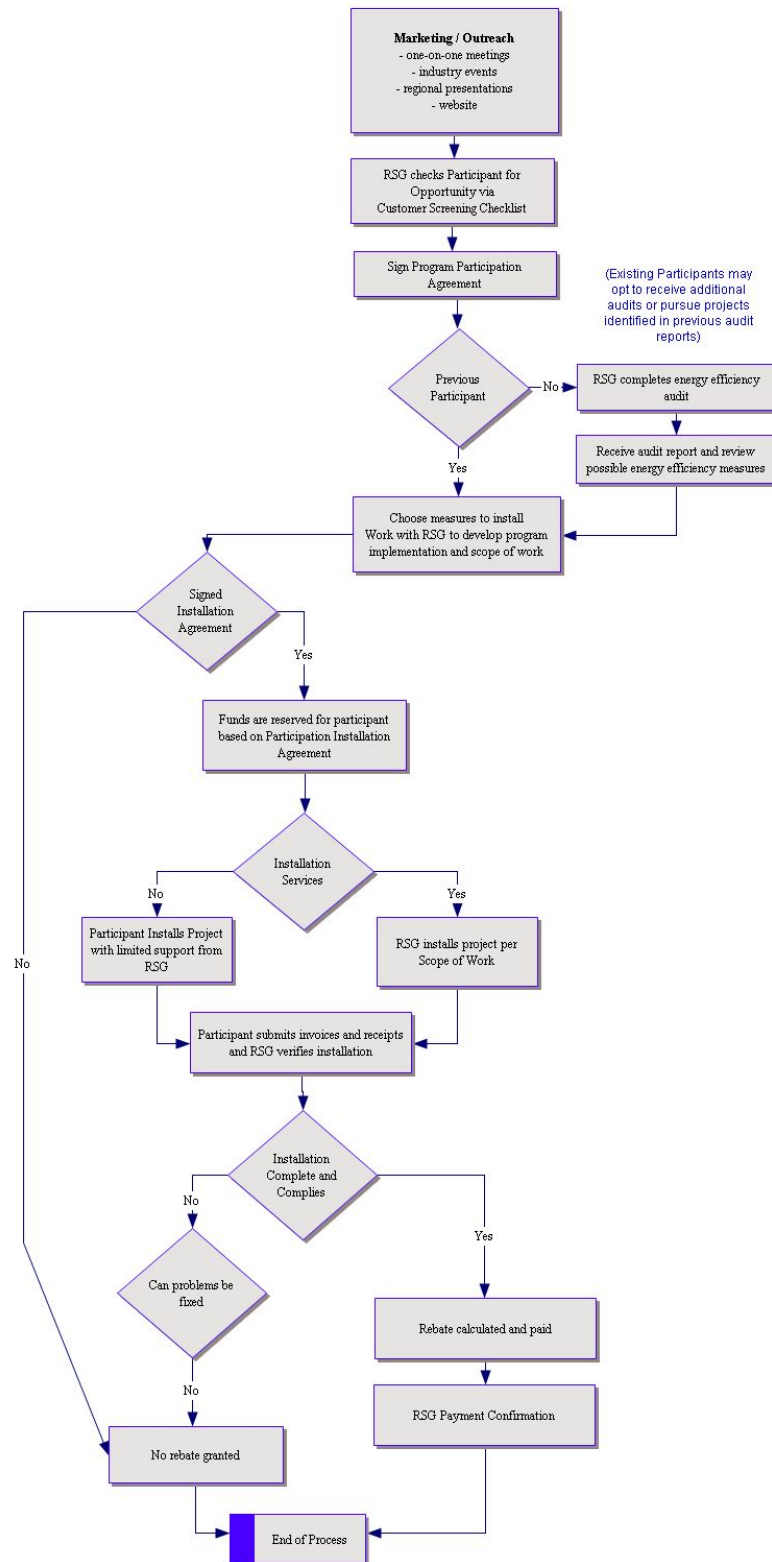 Marketing / Outreach
- one-on-one meetings
- industry events
- regional presentations
- website
RSG checks Participant for
Opportunity via
Customer Screening Checklist
Sign Program Participation
Agreement
(Existing Participants may
opt to receive additional
audits or pursue projects
identified in previous audit
reports)
Previous
Participant
No
RSG completes energy efficiency
audit
Receive audit report and review
possible energy efficiency measures
Yes
Choose measures to install
Work with RSG to develop program
implementation and scope of work
Signed
Installation
Agreement
Yes
Funds are reserved for participant
based on Participation Installation
Agreement
Installation
Services
No
Yes
Participant Installs Project
with limited support from
RSG
RSG installs project per
Scope of Work
No
Participant submits invoices and receipts
and RSG verifies installation
Installation
Complete and
Complies
No
Yes
Can problems be
fixed
Rebate calculated and paid
No
RSG Payment Confirmation
No rebate granted
End of Process